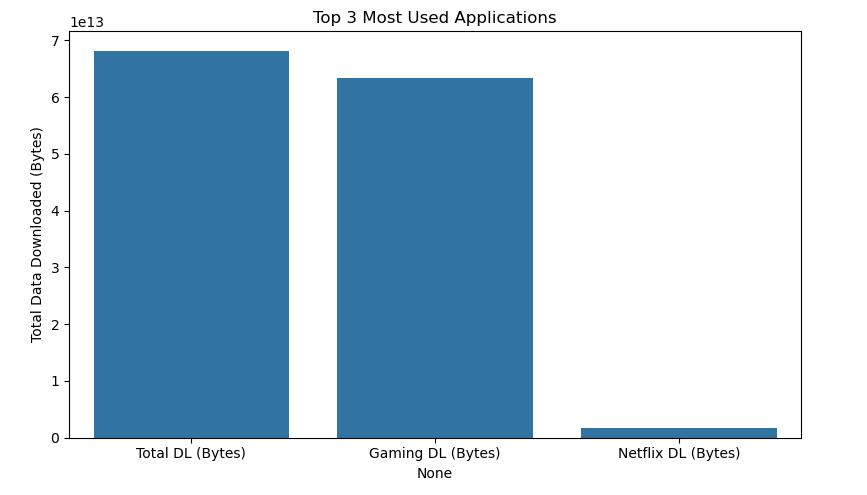 Top 3 Most Used Applications
1e13
7
6
5
4
3
2
1
0
Total Data Downloaded (Bytes)
Total DL (Bytes) Gaming DL (Bytes) Netflix DL (Bytes)
None